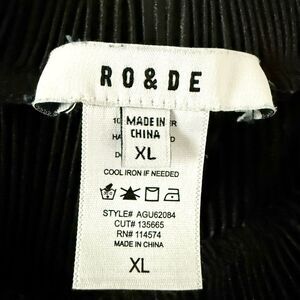 RO&DE
MADE IN
CHINA
XL
COOL IRON IF NEEDED
STYLE# AGU62084
CUT# 135665
RN# 114574
MADE IN CHINA
XL